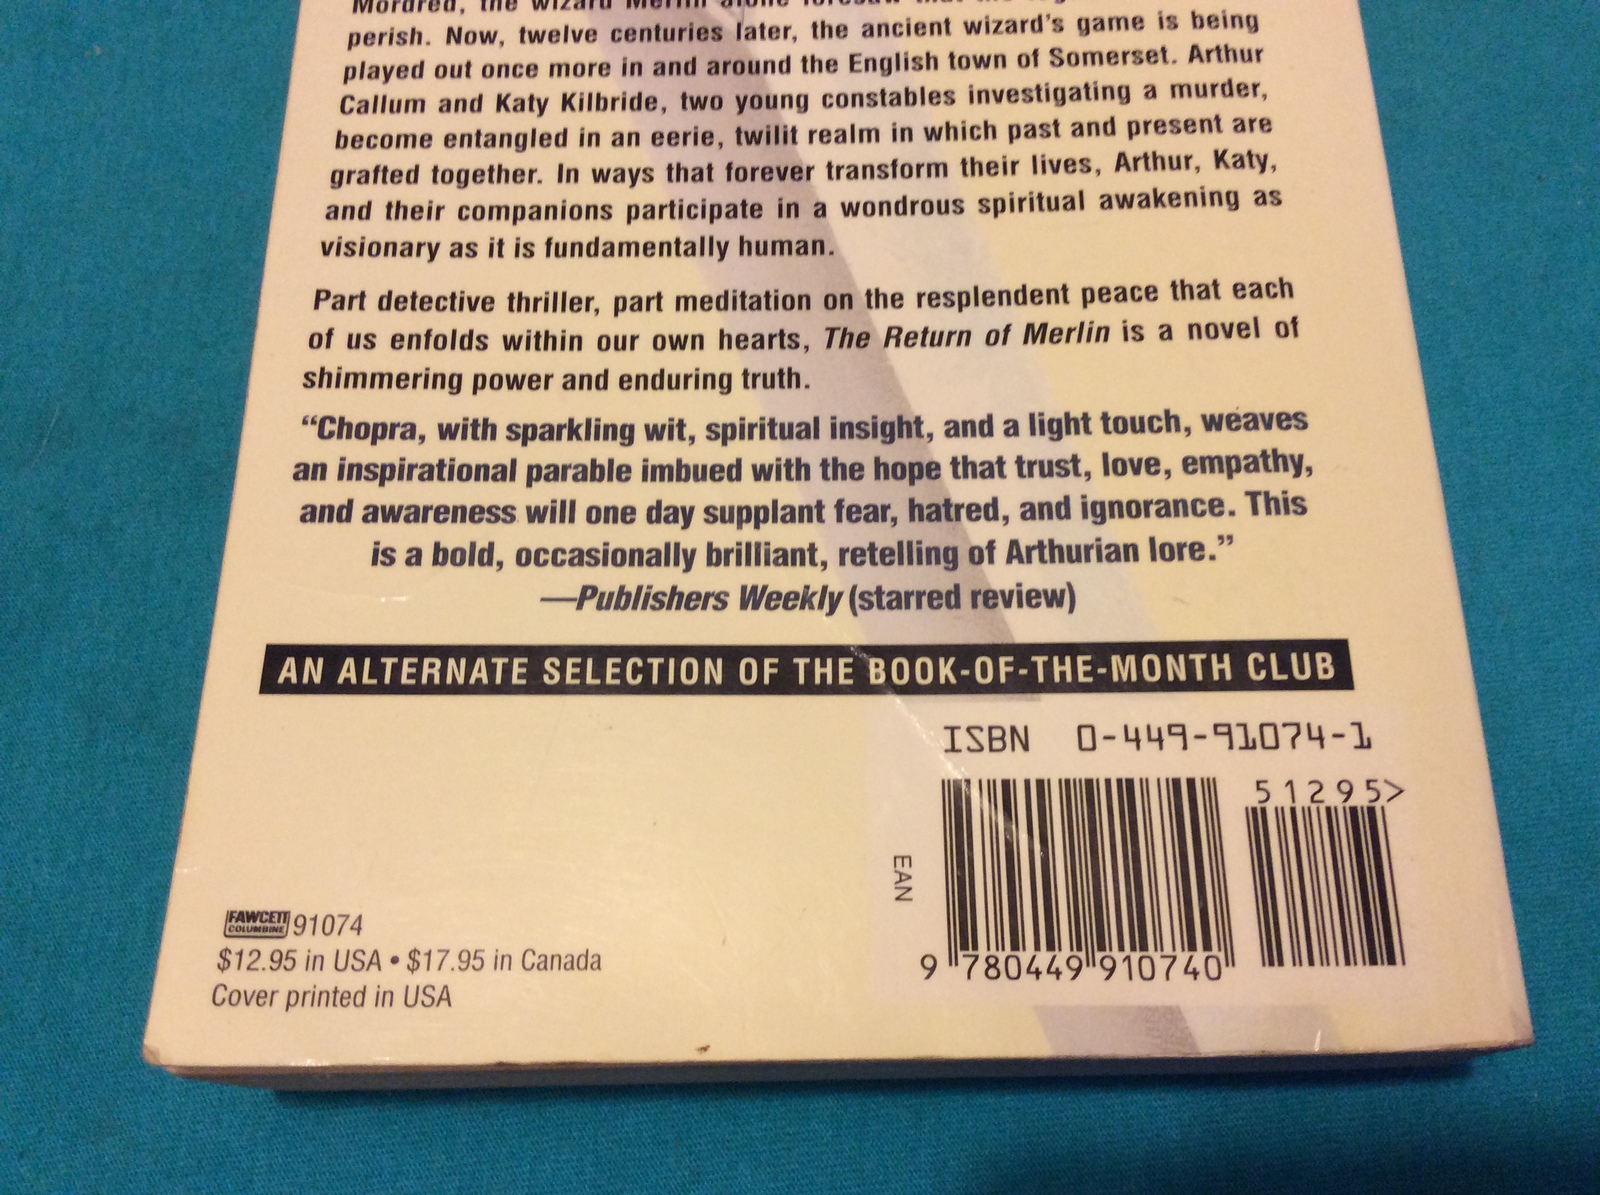 Mordred, the wizard Merlin alone foresaw that the
perish. Now, twelve centuries later, the ancient wizard's game is being
played out once more in and around the English town of Somerset. Arthur
Callum and Katy Kilbride, two young constables investigating a murder,
become entangled in an eerie, twilit realm in which past and present are
grafted together. In ways that forever transform their lives, Arthur, Katy,
and their companions participate in a wondrous spiritual awakening as
visionary as it is fundamentally human.
Part detective thriller, part meditation on the resplendent peace that each
of us enfolds within our own hearts, The Return of Merlin is a novel of
shimmering power and enduring truth.
“Chopra, with sparkling wit, spiritual insight, and a light touch, weaves
an inspirational parable imbued with the hope that trust, love, empathy,
and awareness will one day supplant fear, hatred, and ignorance. This
is a bold, occasionally brilliant, retelling of Arthurian lore.”
—Publishers Weekly (starred review)
AN ALTERNATE SELECTION OF THE BOOK-OF-THE-MONTH CLUB
ISBN 0-449-91074-1
51295>
EAN
9 780449 910740
FAWCETT
COLUMBINE
91074
$12.95 in USA • $17.95 in Canada
Cover printed in USA